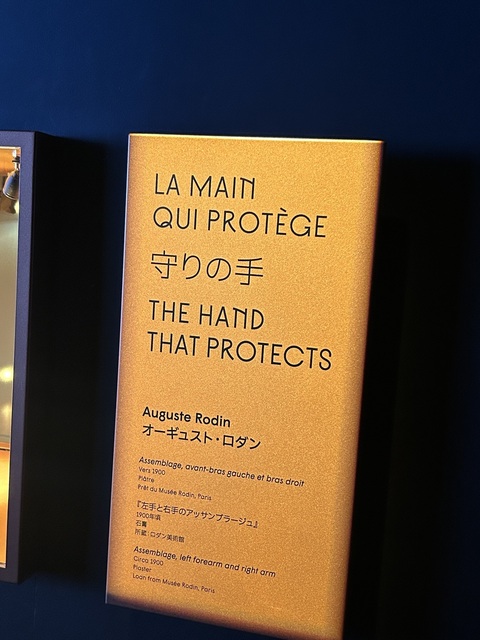 LA MAIN
QUI PROTÈGE
守りの手
THE HAND
THAT PROTECTS
Auguste Rodin
オーギュスト・ロダン
Assemblage, avant-bras gauche et bras droit
Vers 1900
Plâtre
Prêt du Musée Rodin, Paris
『左手と右手のアッサンブラージュ』
1900年頃
石膏
所蔵：ロダン美術館
Assemblage, left forearm and right arm
Circa 1900
Plaster
Loan from Musée Rodin, Paris